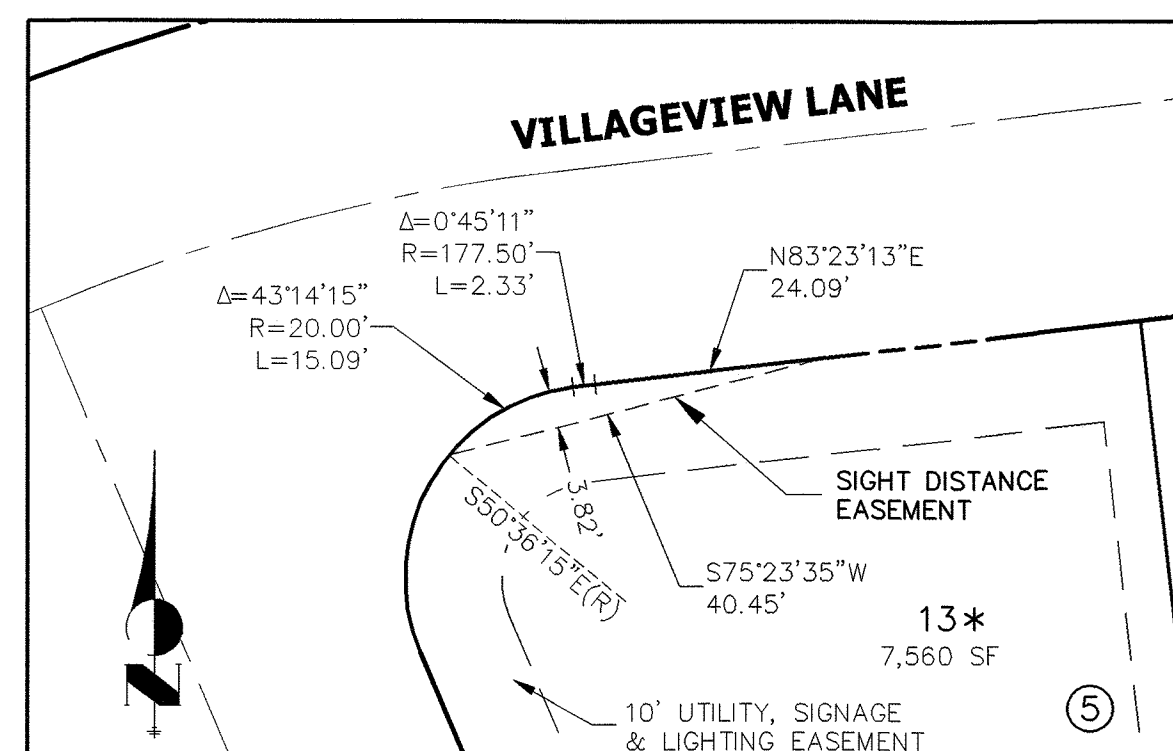 VILLAGEVIEW LANE
Δ=0°45'11"
R=177.50'
L=2.33'
N83°23'13"E
24.09'
Δ=43°14'15"
R=20.00'
L=15.09'
3.82'
S50°36'15"E(R)
SIGHT DISTANCE
EASEMENT
S75°23'35"W
40.45'
13*
7,560 SF
N
10' UTILITY, SIGNAGE
& LIGHTING EASEMENT
5